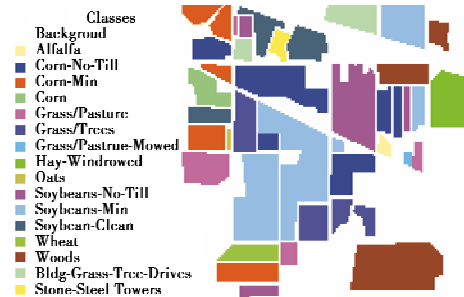 Classes
Backgroud
Alfalfa
Corn-No-Till
Corn-Min
Corn
Grass/Pasture
Grass/Trees
Grass/Pastrue-Mowed
Hay-Windrowed
Oats
Soybeans-No-Till
Soybeans-Min
Soybean-Clean
Wheat
Woods
Bldg-Grass-Tree-Drives
Stone-Steel Towers